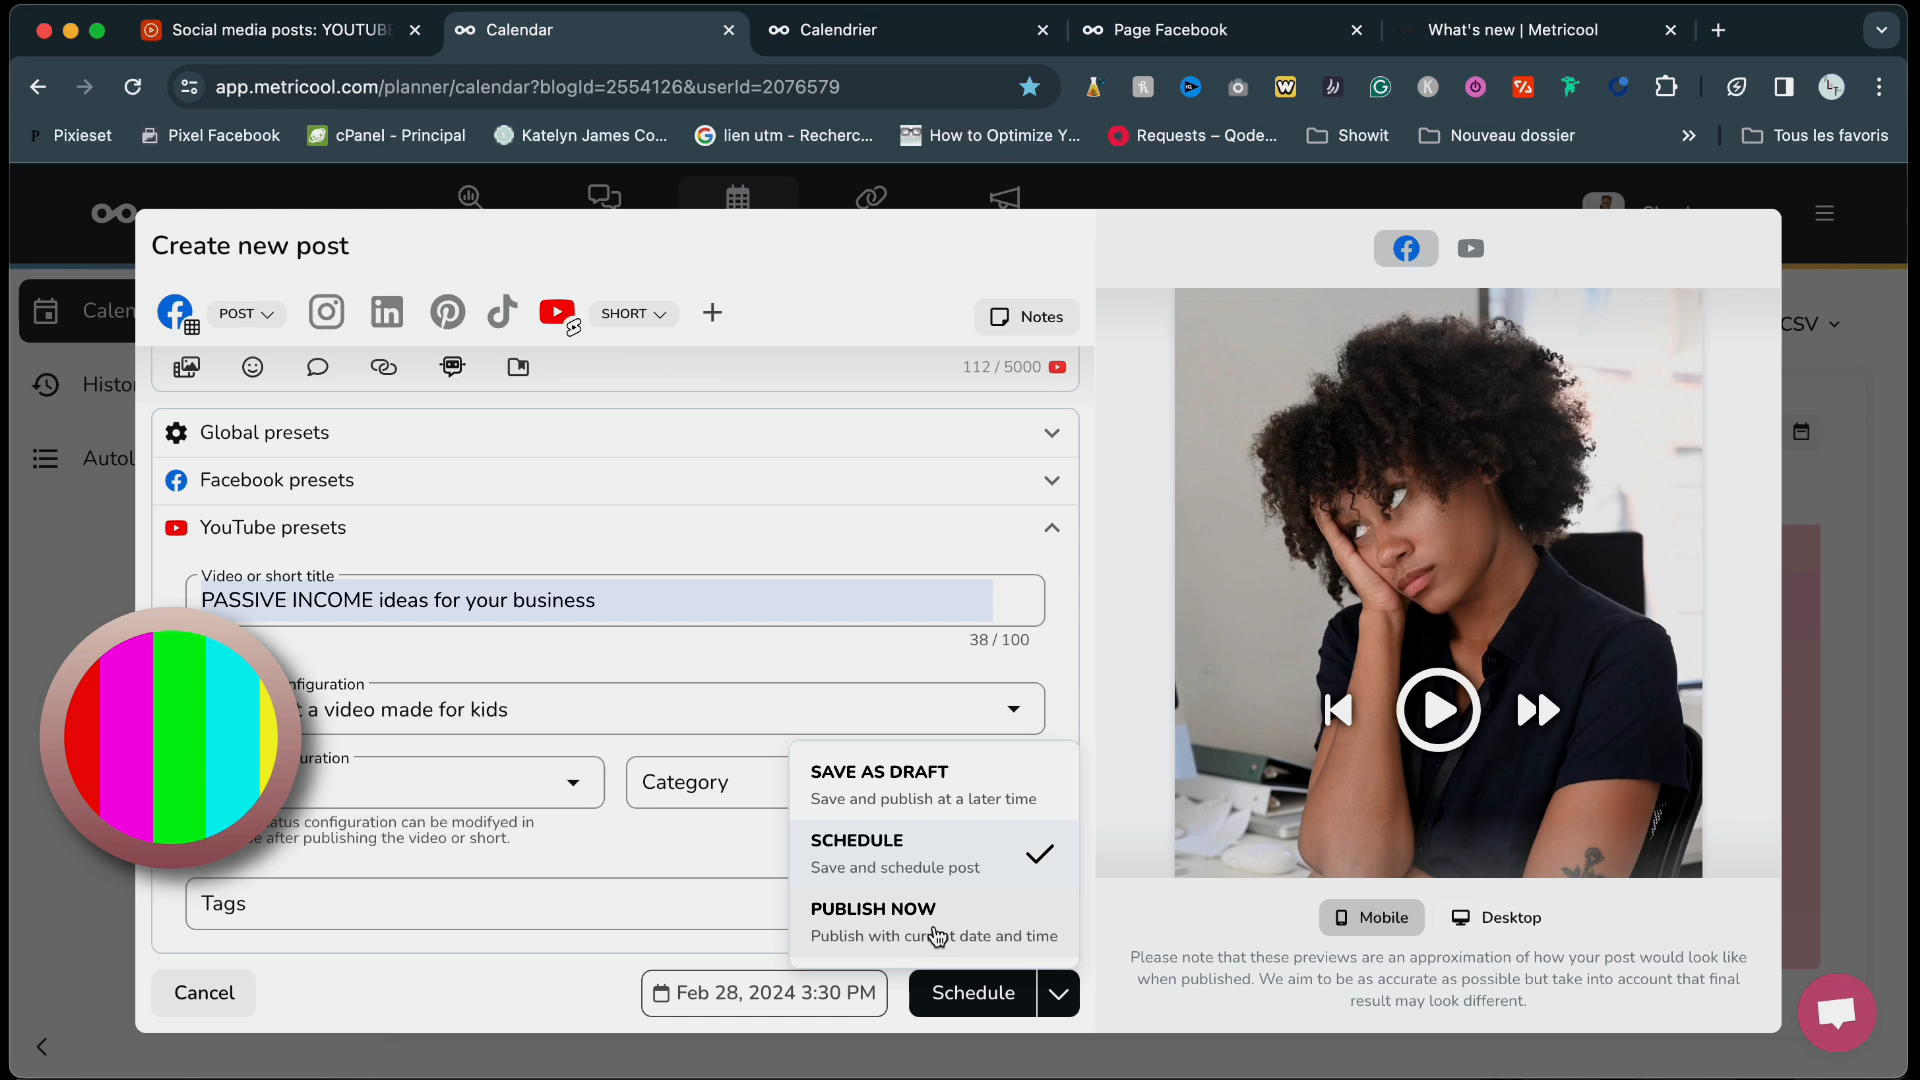 Social media posts: YOUTUB
Calendar
Calendrier
Page Facebook
What's new | Metricool
app.metricool.com/planner/calendar?blogId=2554126&userId=2076579
Pixieset
Pixel Facebook
cPanel - Principal
Katelyn James Co...
lien utm - Recherc...
How to Optimize Y...
Requests – Qode...
Showit
Nouveau dossier
Tous les favoris
Create new post
POST
SHORT
Notes
Calen
CSV
112 / 5000
Histo
Global presets
Autol
Facebook presets
YouTube presets
Video or short title
PASSIVE INCOME ideas for your business
38 / 100
nfiguration
t a video made for kids
uration
Category
SAVE AS DRAFT
Save and publish at a later time
atus configuration can be modifyed in
e after publishing the video or short.
SCHEDULE
Save and schedule post
Tags
PUBLISH NOW
Publish with current date and time
Cancel
Feb 28, 2024 3:30 PM
Schedule
Mobile
Desktop
Please note that these previews are an approximation of how your post would look like
when published. We aim to be as accurate as possible but take into account that final
result may look different.